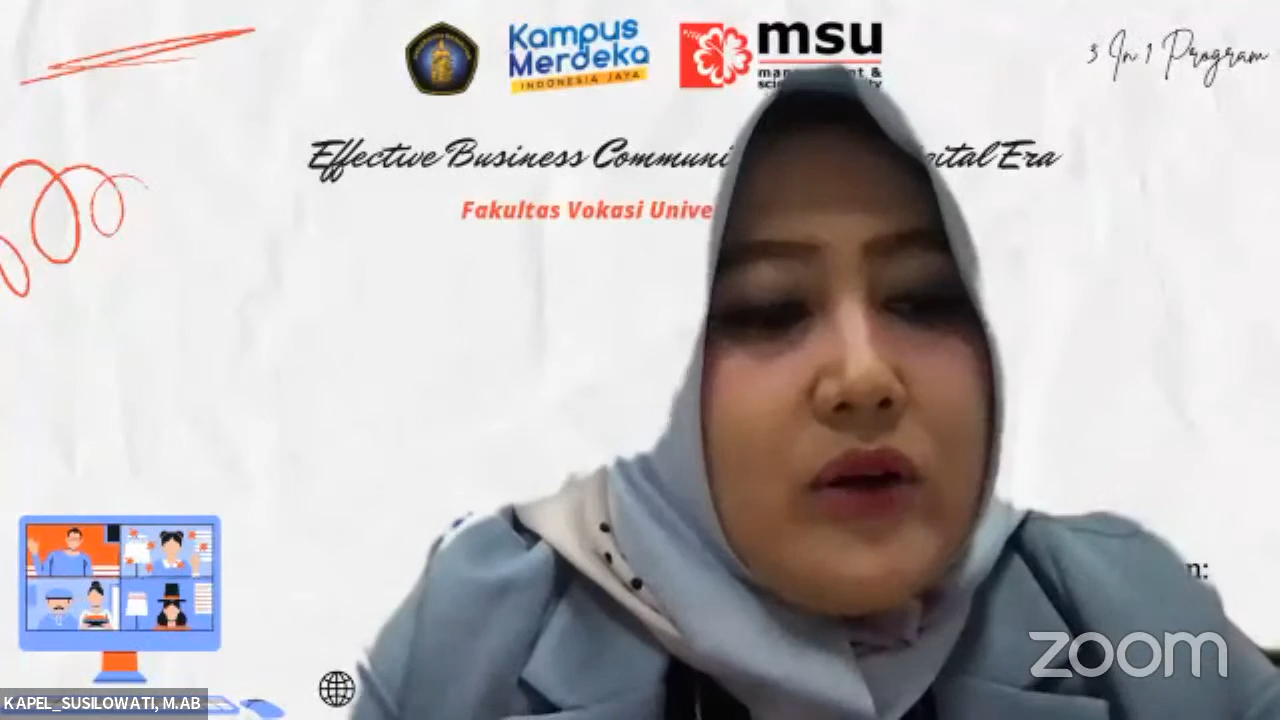 Kampus
Merdeka
INDONESIA JAYA
msu
3 In 1 Program
Effective Business Communi
gital Era
Fakultas Vokasi Unive
n:
zoom
KAPEL_SUSILOWATI, M.AB